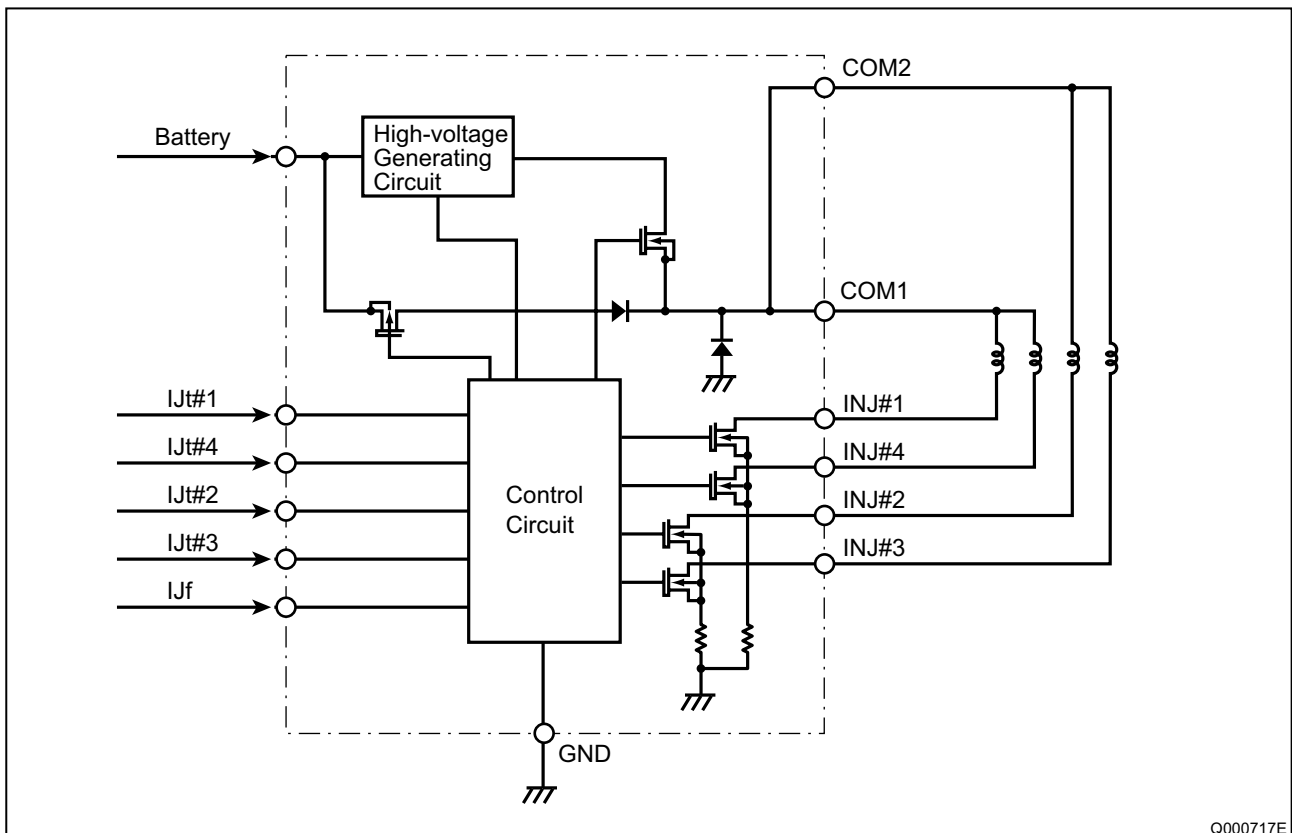 COM2
Battery
High-voltage
Generating
Circuit
COM1
IJt#1
INJ#1
IJt#4
INJ#4
IJt#2
Control
Circuit
INJ#2
IJt#3
INJ#3
IJf
GND
Q000717E